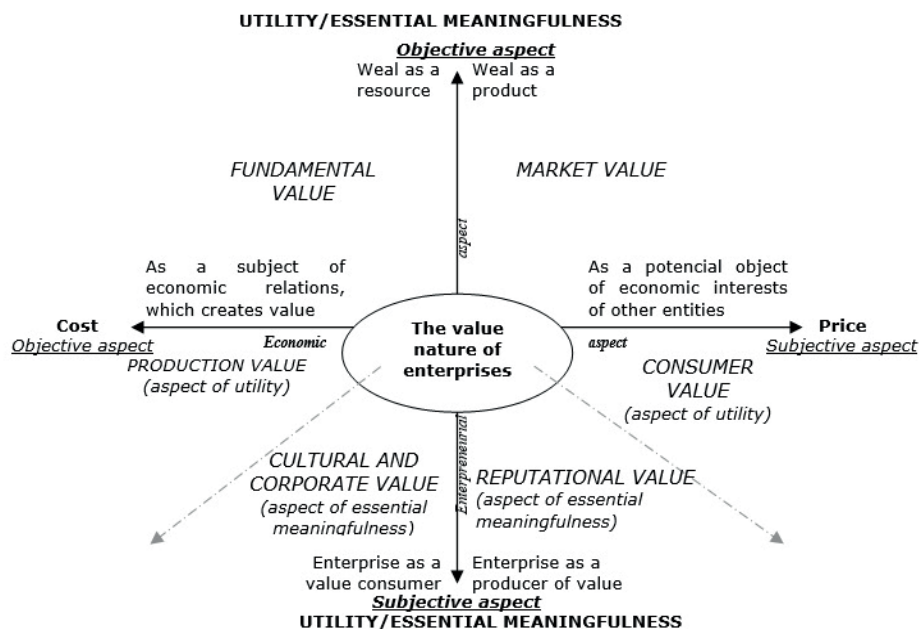 UTILITY/ESSENTIAL MEANINGFULNESS
Objective aspect
Weal as a
resource
Weal as a
product
FUNDAMENTAL
VALUE
MARKET VALUE
aspect
As a subject of
economic relations,
which creates value
As a potencial object
of economic interests
of other entities
Cost
Objective aspect
Economic
The value
nature of
enterprises
aspect
Price
Subjective aspect
PRODUCTION VALUE
(aspect of utility)
CONSUMER
VALUE
(aspect of utility)
Enterpreneurial
CULTURAL AND
CORPORATE VALUE
(aspect of essential
meaningfulness)
REPUTATIONAL VALUE
(aspect of essential
meaningfulness)
Enterprise as a
value consumer
Enterprise as a
producer of value
Subjective aspect
UTILITY/ESSENTIAL MEANINGFULNESS